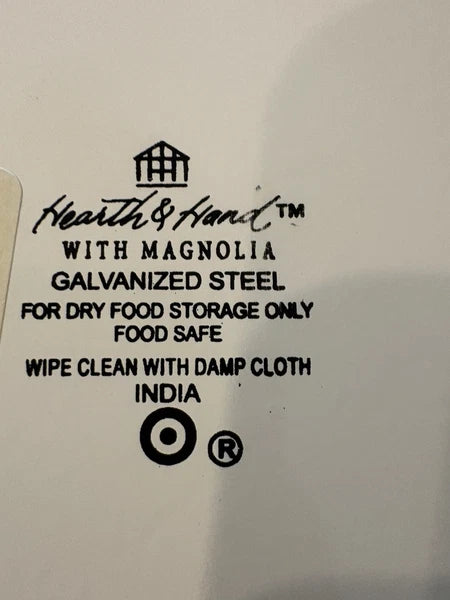 Hearth & Hand™
WITH MAGNOLIA
GALVANIZED STEEL
FOR DRY FOOD STORAGE ONLY
FOOD SAFE
WIPE CLEAN WITH DAMP CLOTH
INDIA
®